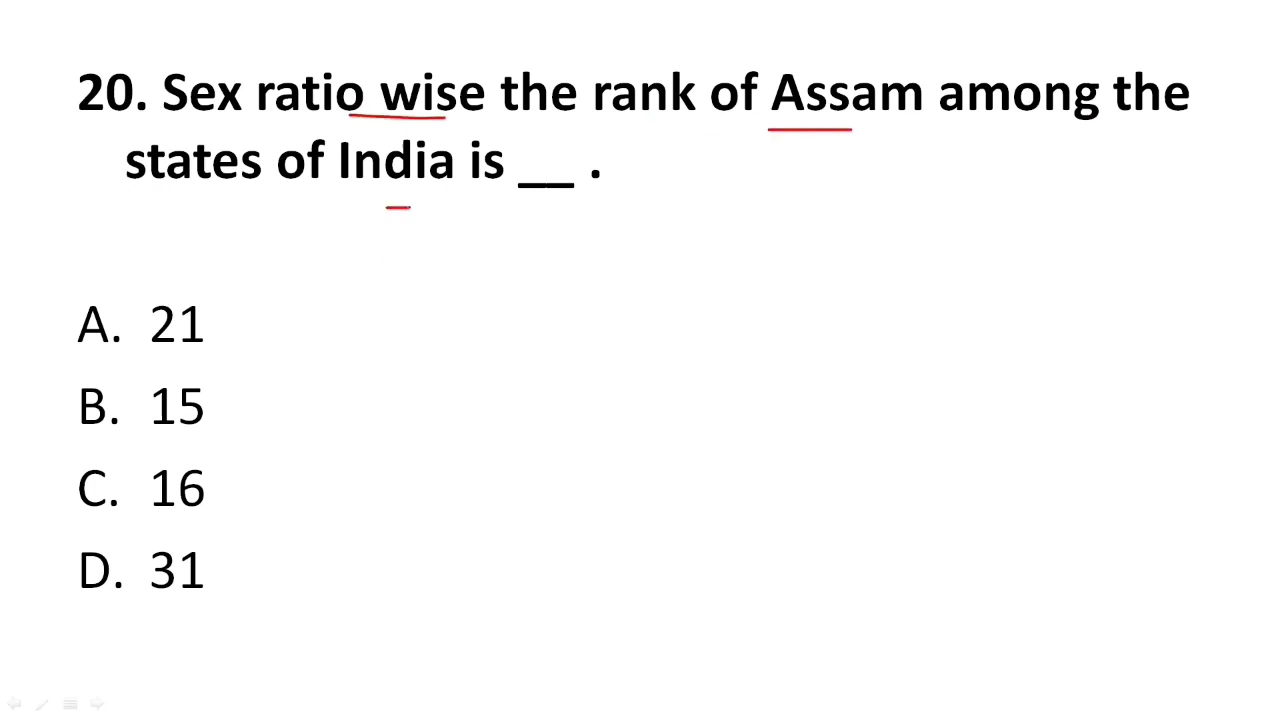 20. Sex ratio wise the rank of Assam among the
states of India is __ .
A. 21
B. 15
C. 16
D. 31